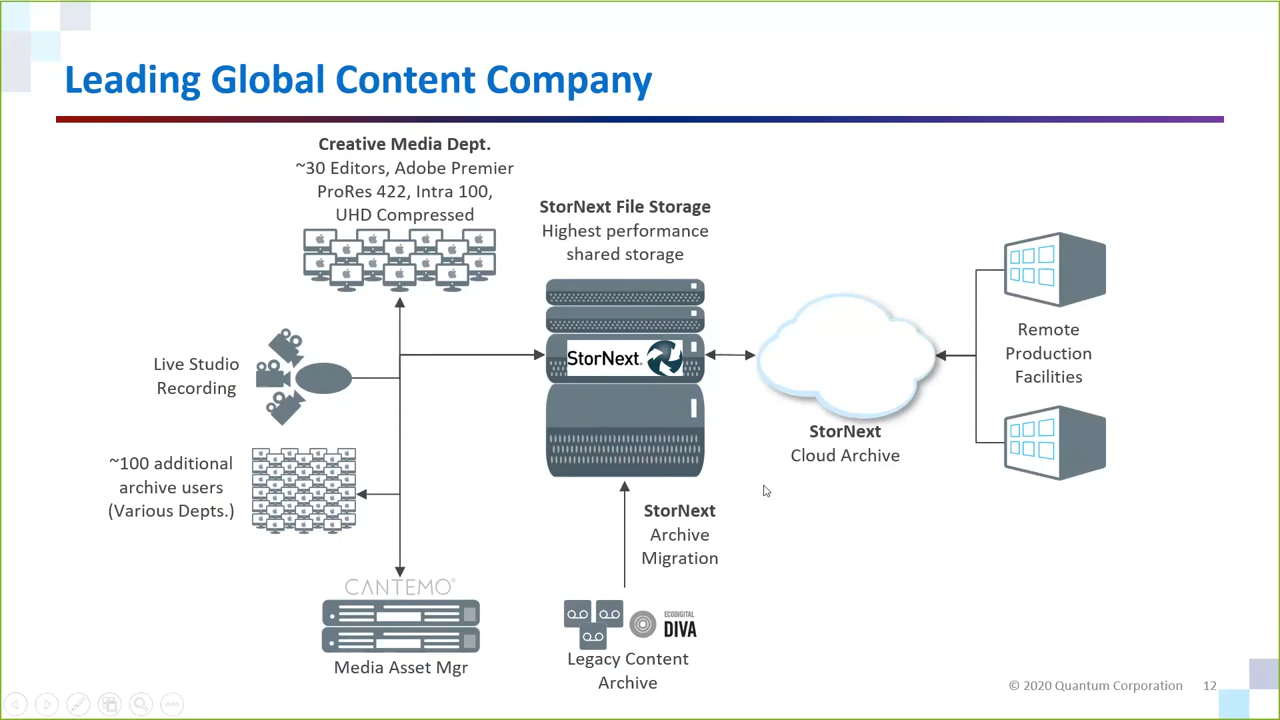 Leading Global Content Company
Creative Media Dept.
~30 Editors, Adobe Premier
ProRes 422, Intra 100,
UHD Compressed
StorNext File Storage
Highest performance
shared storage
StorNext
Live Studio
Recording
Remote
Production
Facilities
StorNext
Cloud Archive
~100 additional
archive users
(Various Depts.)
StorNext
Archive
Migration
CANTEMO
ECODIGITAL
DIVA
Media Asset Mgr
Legacy Content
Archive
© 2020 Quantum Corporation 12